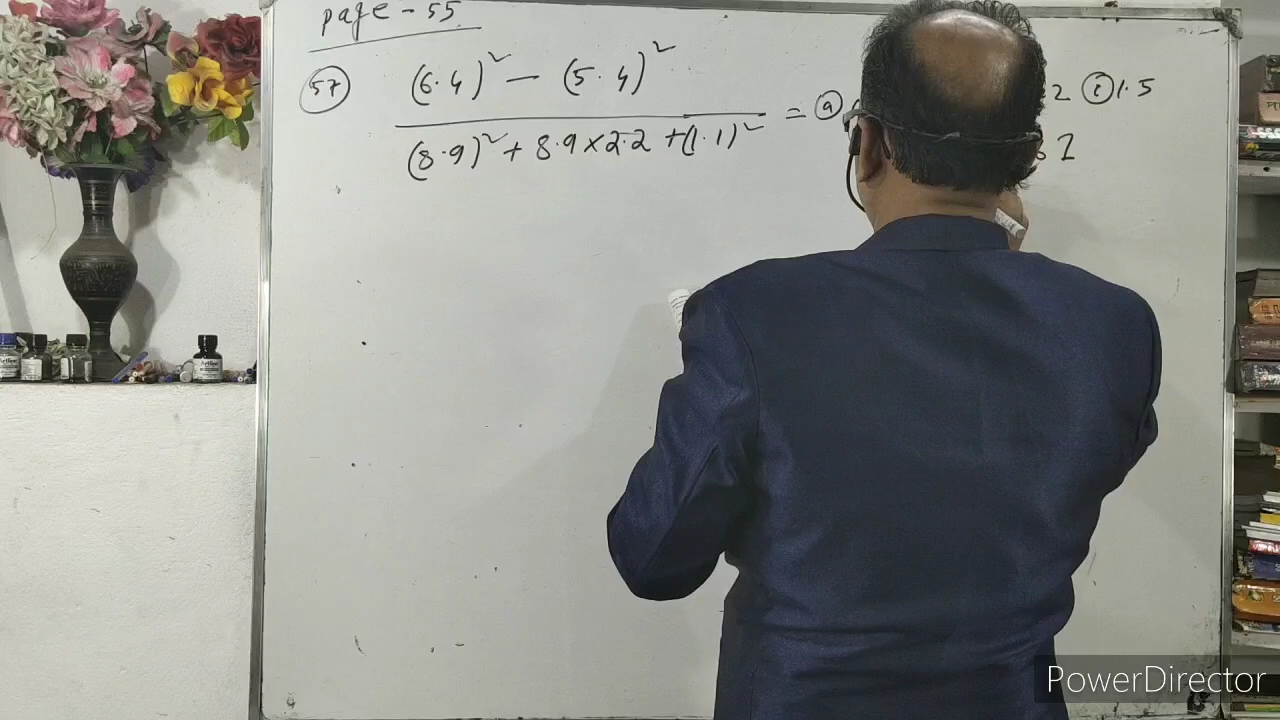 page - 55
57 (6.4)² - (5.4)²
(8.9)² + 8.9 × 2.2 + (1.1)² = a 2 c 1.5
PowerDirector